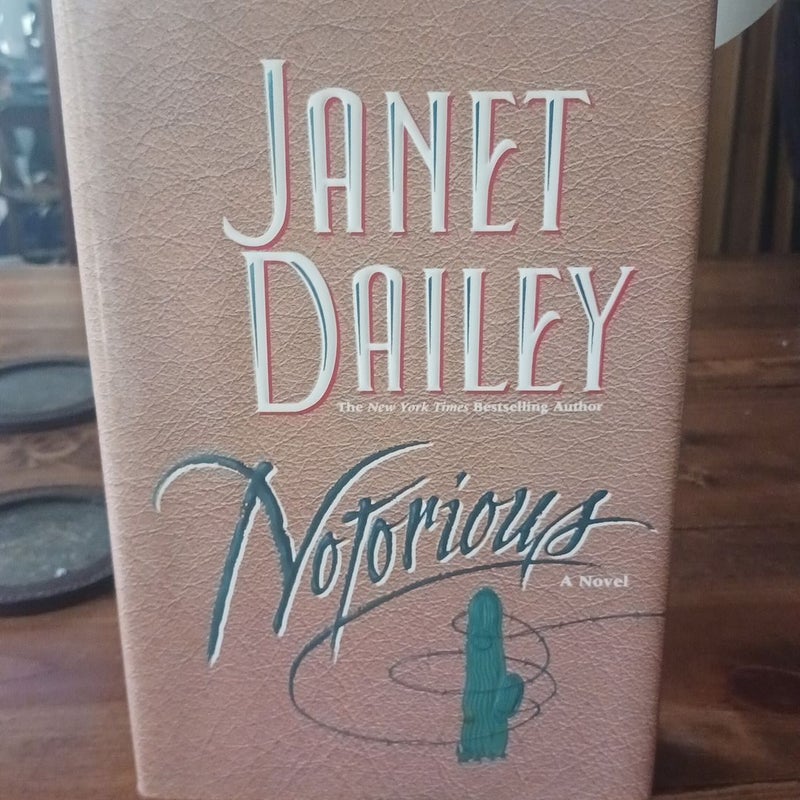 JANET
DAILEY
The New York Times Bestselling Author
Notorious
A Novel